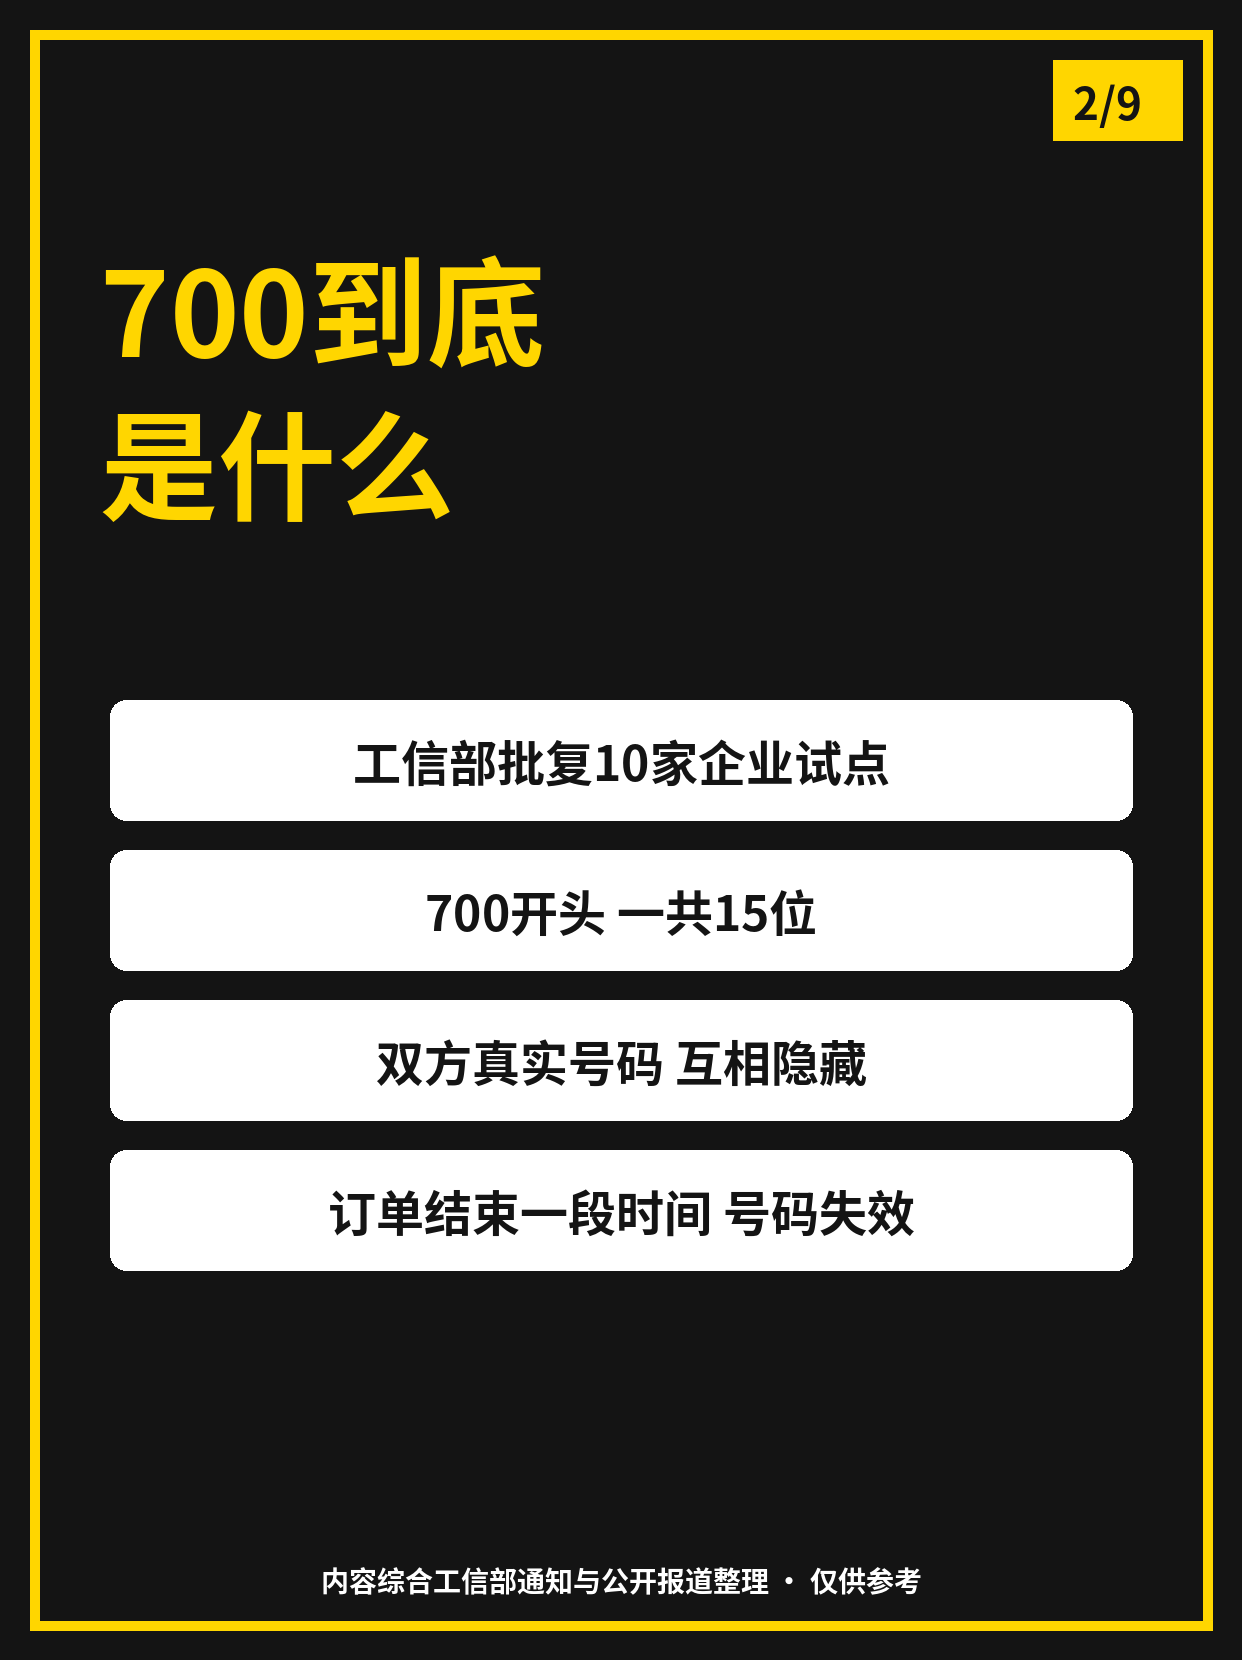 2/9
700到底
是什么
工信部批复10家企业试点
700开头 一共15位
双方真实号码 互相隐藏
订单结束一段时间 号码失效
内容综合工信部通知与公开报道整理 · 仅供参考